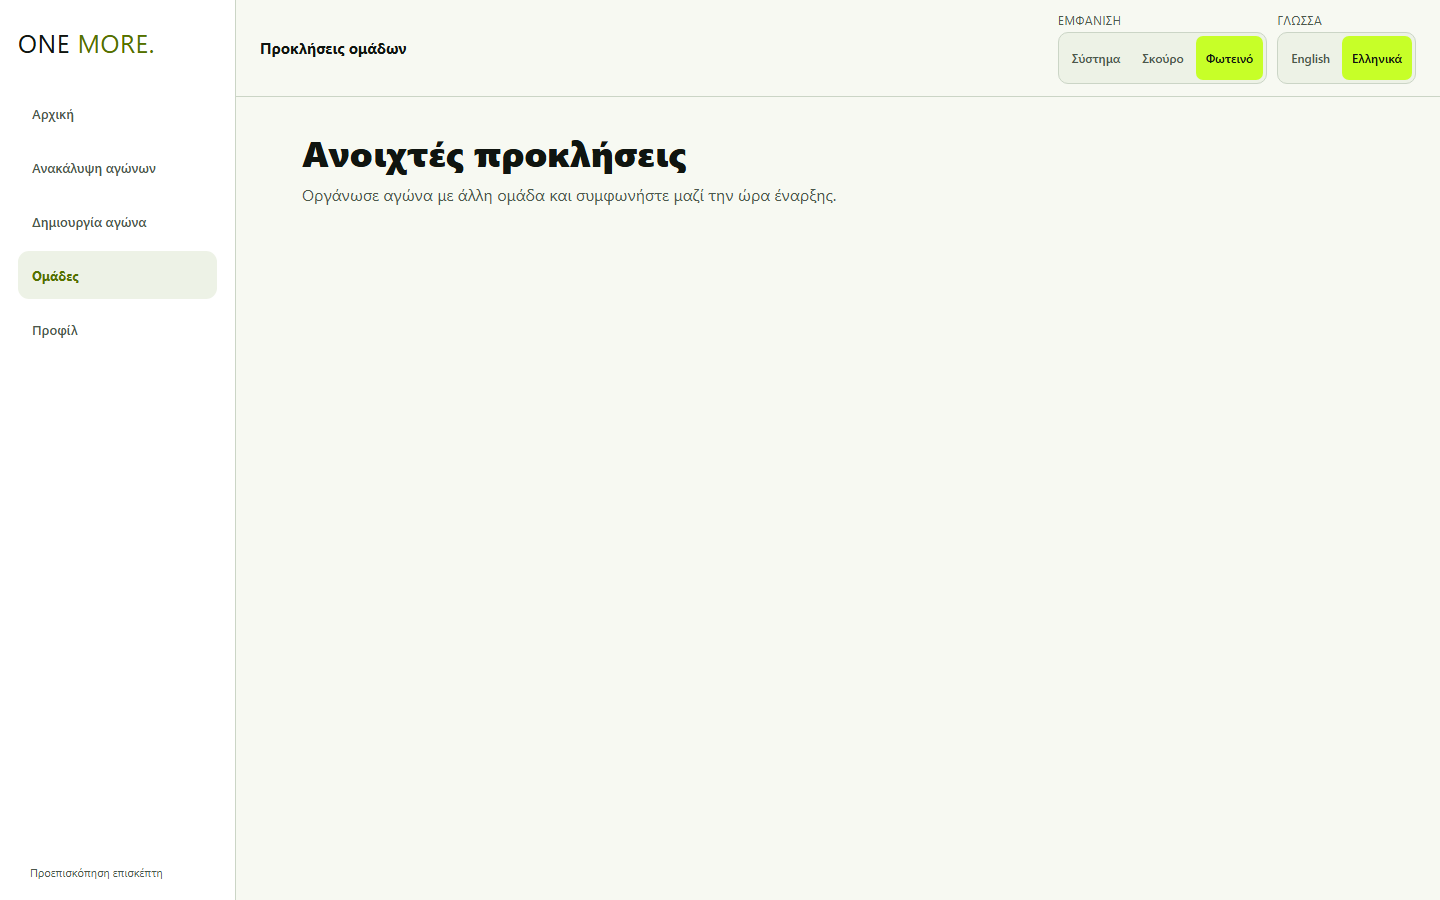 ONE MORE.
Αρχική
Ανακάλυψη αγώνων
Δημιουργία αγώνα
Ομάδες
Προφίλ
Προεπισκόπηση επισκέπτη
Προκλήσεις ομάδων
ΕΜΦΑΝΙΣΗ
Σύστημα Σκούρο Φωτεινό
ΓΛΩΣΣΑ
English Ελληνικά
Ανοιχτές προκλήσεις
Οργάνωσε αγώνα με άλλη ομάδα και συμφωνήστε μαζί την ώρα έναρξης.